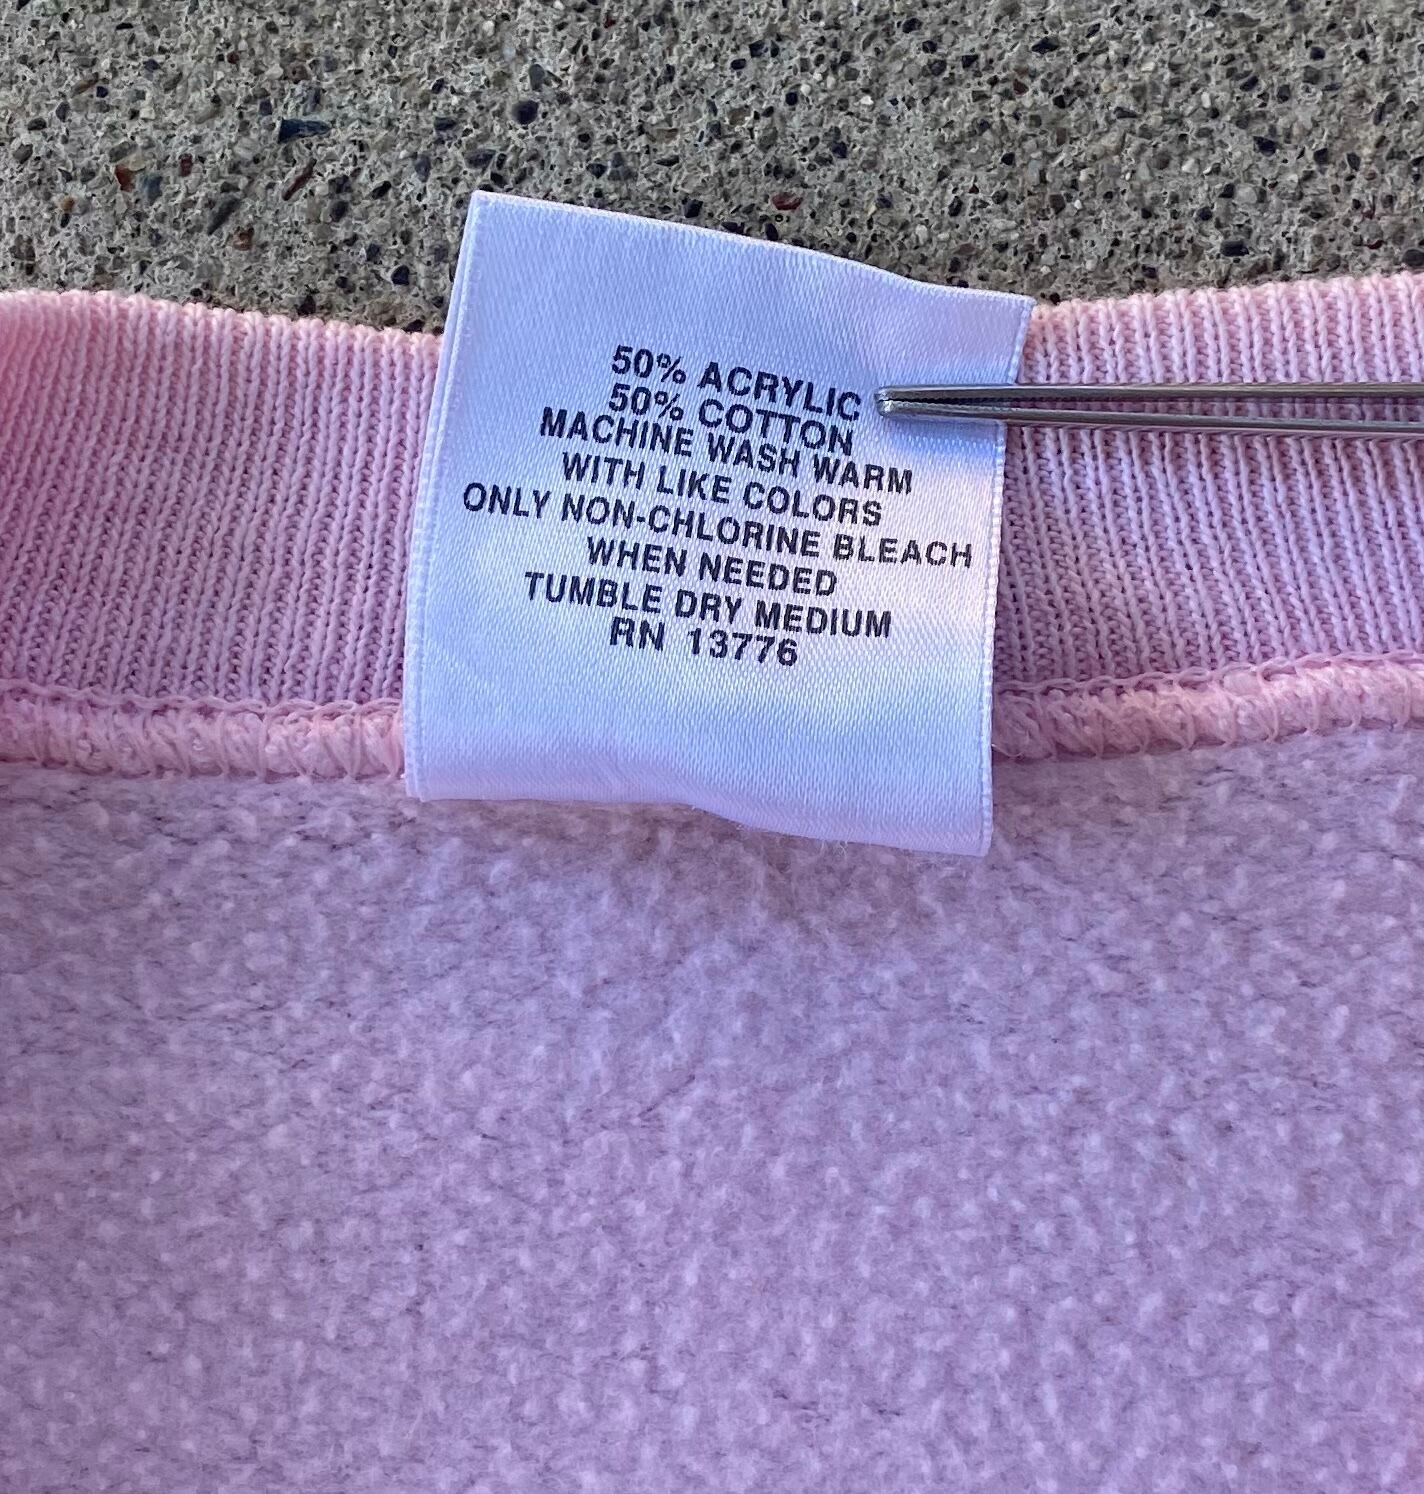 50% ACRYLIC
50% COTTON
MACHINE WASH WARM
WITH LIKE COLORS
ONLY NON-CHLORINE BLEACH
WHEN NEEDED
TUMBLE DRY MEDIUM
RN 13776